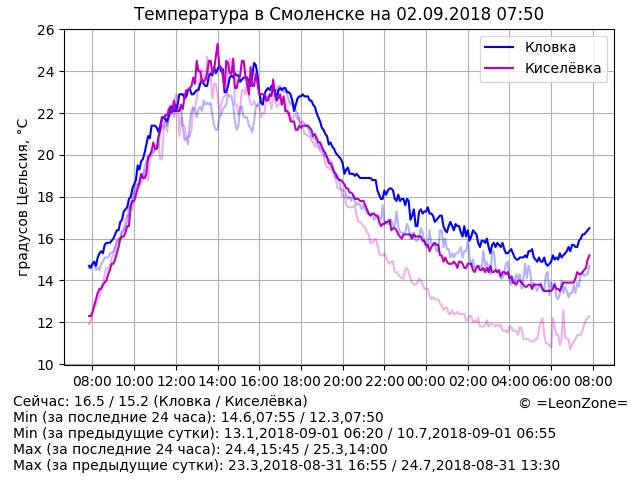 Температура в Смоленске на 02.09.2018 07:50
градусов Цельсия, °C
26
24
22
20
18
16
14
12
10
Кловка
Киселёвка
08:00 10:00 12:00 14:00 16:00 18:00 20:00 22:00 00:00 02:00 04:00 06:00 08:00
Сейчас: 16.5 / 15.2 (Кловка / Киселёвка)
© =LeonZone=
Min (за последние 24 часа): 14.6,07:55 / 12.3,07:50
Min (за предыдущие сутки): 13.1,2018-09-01 06:20 / 10.7,2018-09-01 06:55
Max (за последние 24 часа): 24.4,15:45 / 25.3,14:00
Max (за предыдущие сутки): 23.3,2018-08-31 16:55 / 24.7,2018-08-31 13:30